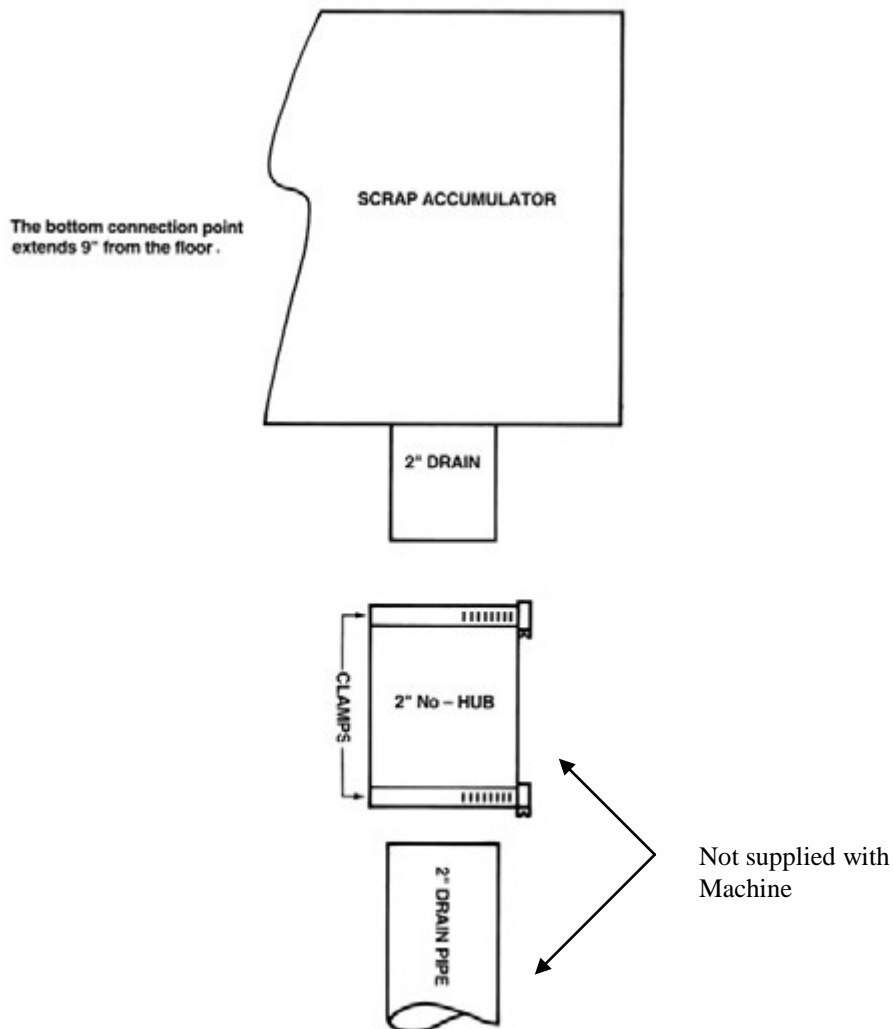 SCRAP ACCUMULATOR
The bottom connection point
extends 9" from the floor.
2" DRAIN
CLAMPS
2" No – HUB
Not supplied with
Machine
2" DRAIN PIPE